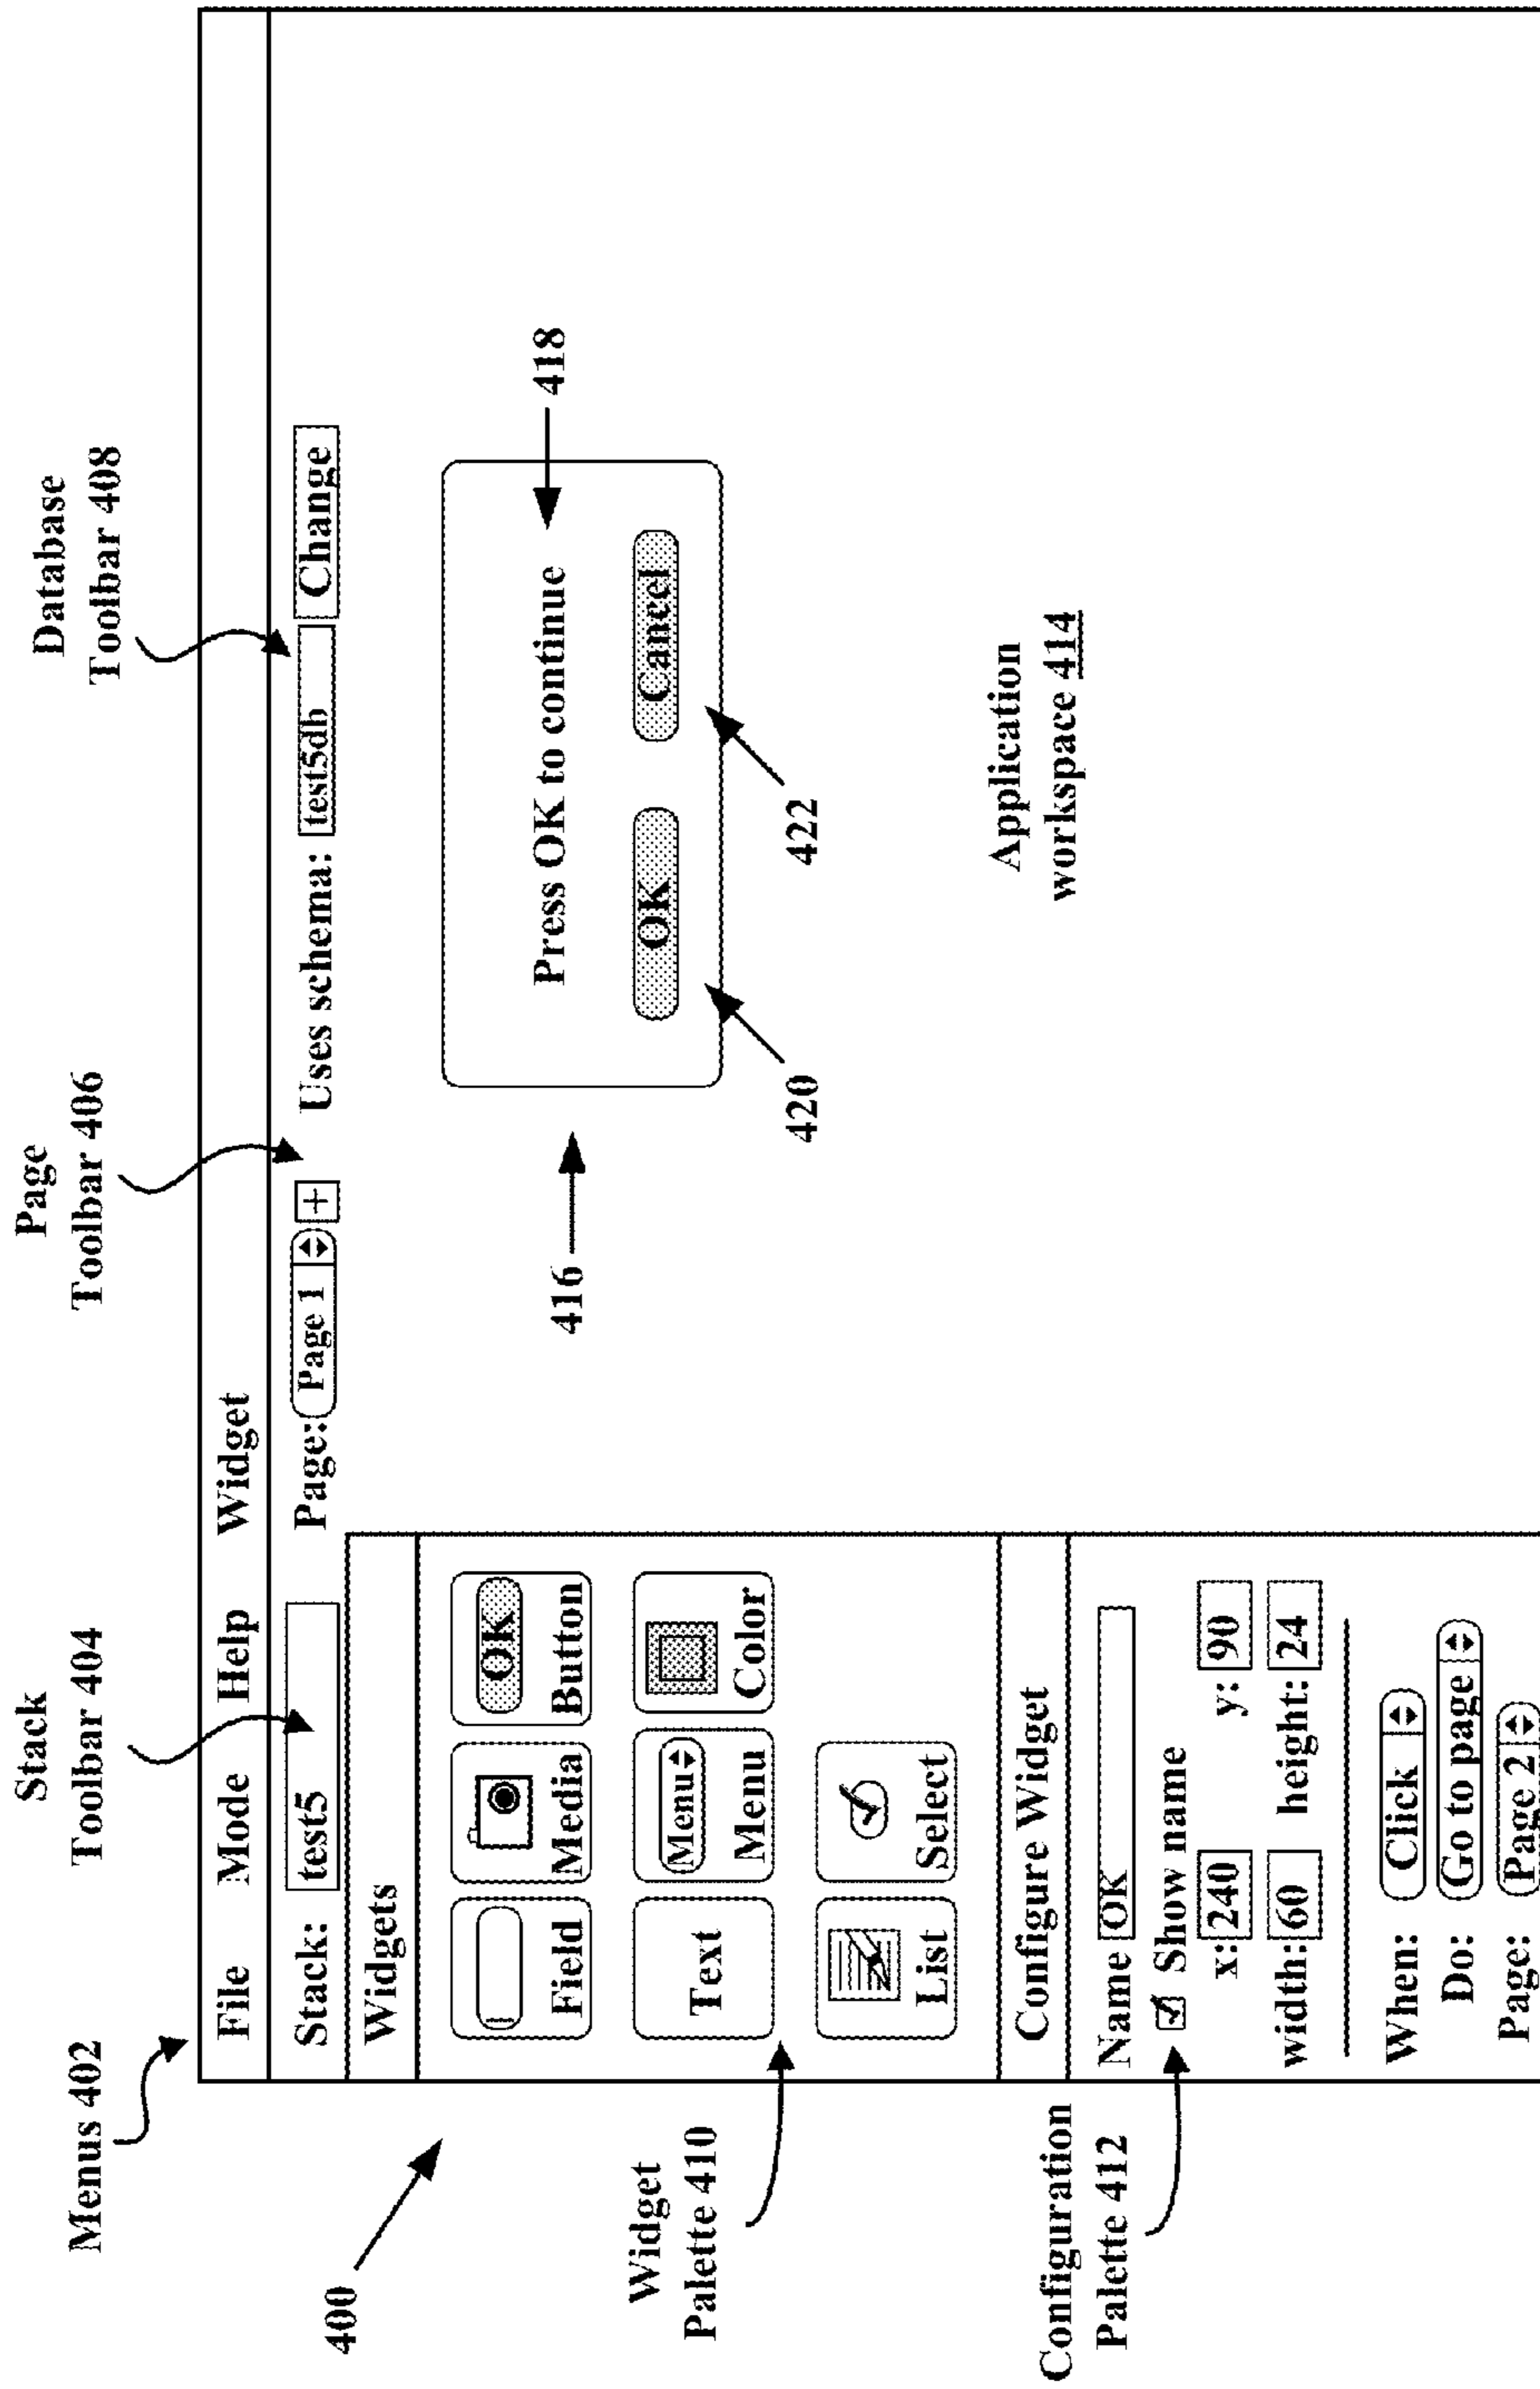 Stack
Toolbar 404
Page
Toolbar 406
Database
Toolbar 408
Menus 402
File Mode Help Widget
Stack: test5 Page: Page 1 + Uses schema: test5db Change
400
Widgets
OK
Field Media Button
Menu
Text Menu Color
List Select
Widget
Palette 410
416
Press OK to continue
418
OK Cancel
420 422
Application
workspace 414
Configuration
Palette 412
Configure Widget
Name OK
Show name
x: 240 y: 90
width: 60 height: 24
When: Click
Do: Go to page
Page: Page 2